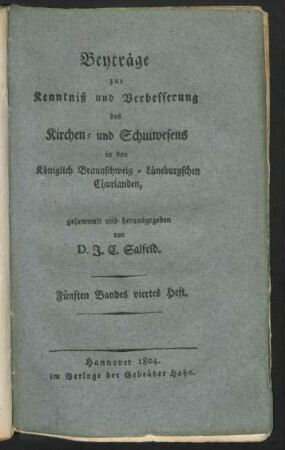 Beyträge
zur
Kenntniß und Verbesserung
des
Kirchen- und Schulwesens
in den
Königlich Braunschweig-Lüneburgschen
Churlanden,
gesammelt und herausgegeben
von
D. J. C. Salfeld.
Fünften Bandes viertes Heft.
Hannover 1804.
im Verlage der Gebrüder Hahn.